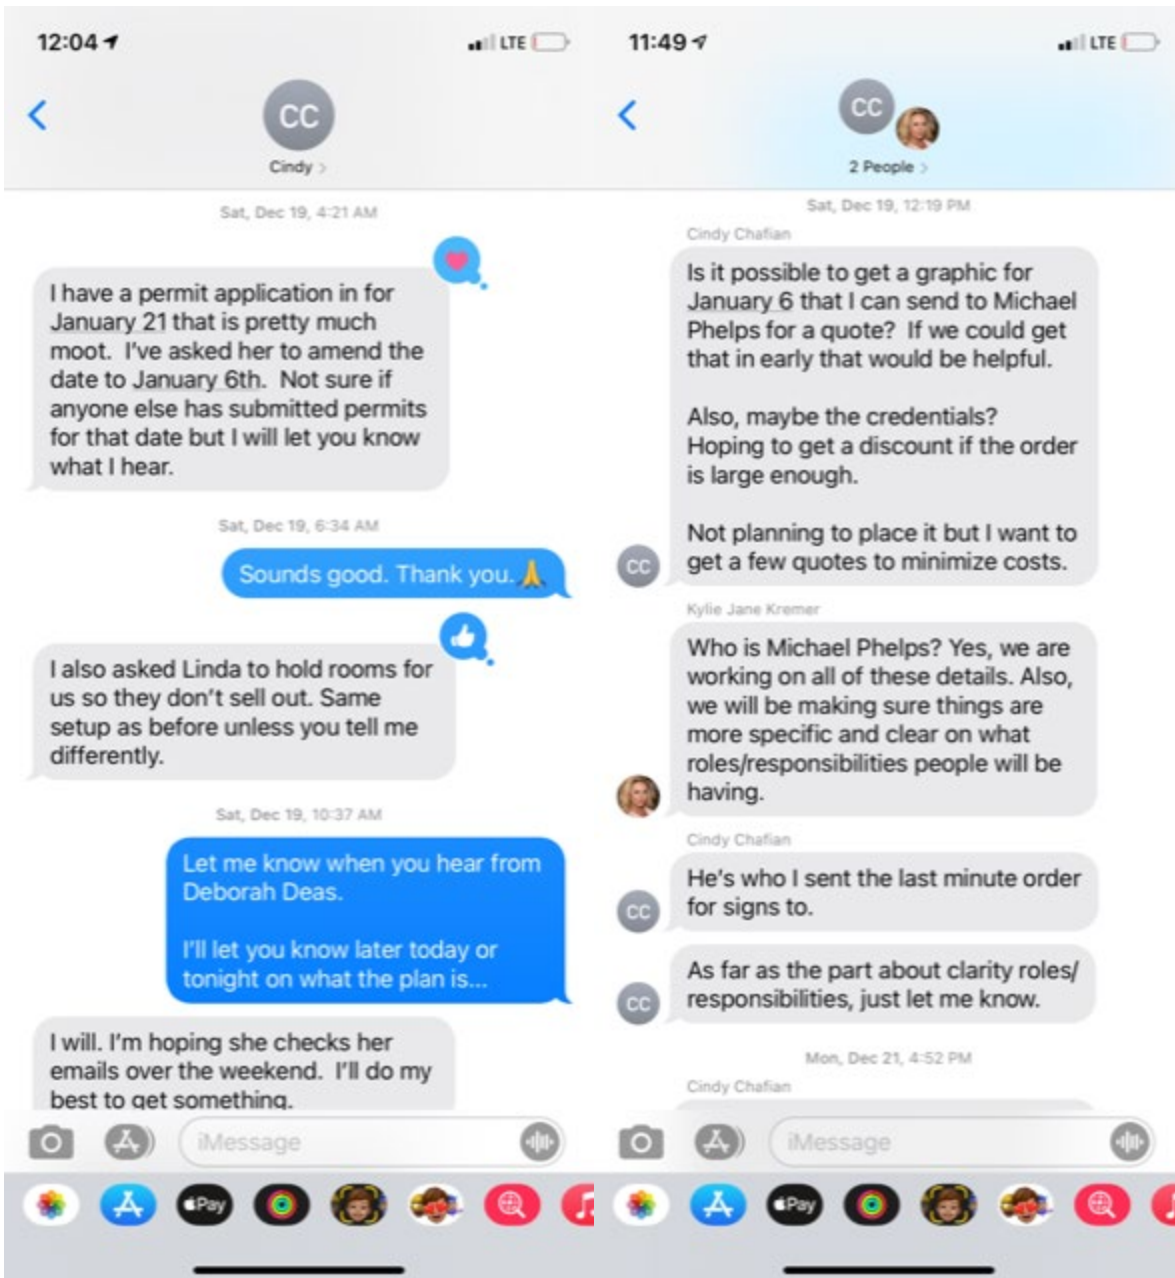 12:04
LTE
CC
Cindy
Sat, Dec 19, 4:21 AM
I have a permit application in for
January 21 that is pretty much
moot.  I've asked her to amend the
date to January 6th.  Not sure if
anyone else has submitted permits
for that date but I will let you know
what I hear.
Sat, Dec 19, 6:34 AM
Sounds good. Thank you.🙏
I also asked Linda to hold rooms for
us so they don't sell out. Same
setup as before unless you tell me
differently.
Sat, Dec 19, 10:37 AM
Let me know when you hear from
Deborah Deas.
I'll let you know later today or
tonight on what the plan is...
I will. I'm hoping she checks her
emails over the weekend.  I'll do my
best to get something.
iMessage
Pay
11:49
LTE
CC
2 People
Sat, Dec 19, 12:19 PM
Cindy Chafian
Is it possible to get a graphic for
January 6 that I can send to Michael
Phelps for a quote?  If we could get
that in early that would be helpful.
Also, maybe the credentials?
Hoping to get a discount if the order
is large enough.
Not planning to place it but I want to
get a few quotes to minimize costs.
CC
Kylie Jane Kremer
Who is Michael Phelps? Yes, we are
working on all of these details. Also,
we will be making sure things are
more specific and clear on what
roles/responsibilities people will be
having.
Cindy Chafian
He's who I sent the last minute order
for signs to.
CC
As far as the part about clarity roles/
responsibilities, just let me know.
CC
Mon, Dec 21, 4:52 PM
Cindy Chafian
iMessage
Pay